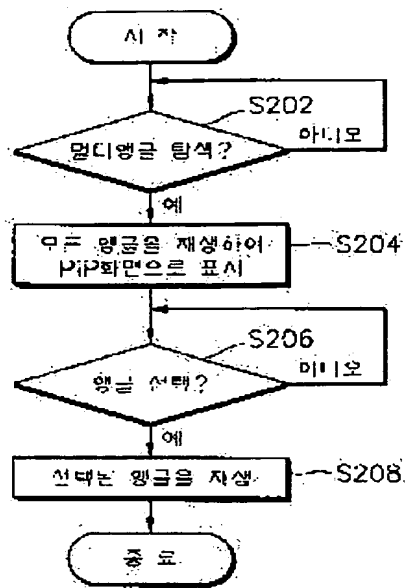 시 작
S202
멀티앵글 탐색?
아니오
예
모든 앵글을 재생하여
PIP화면으로 표시
S204
S206
앵글 선택?
아니오
예
선택된 앵글을 재생
S208
종 료